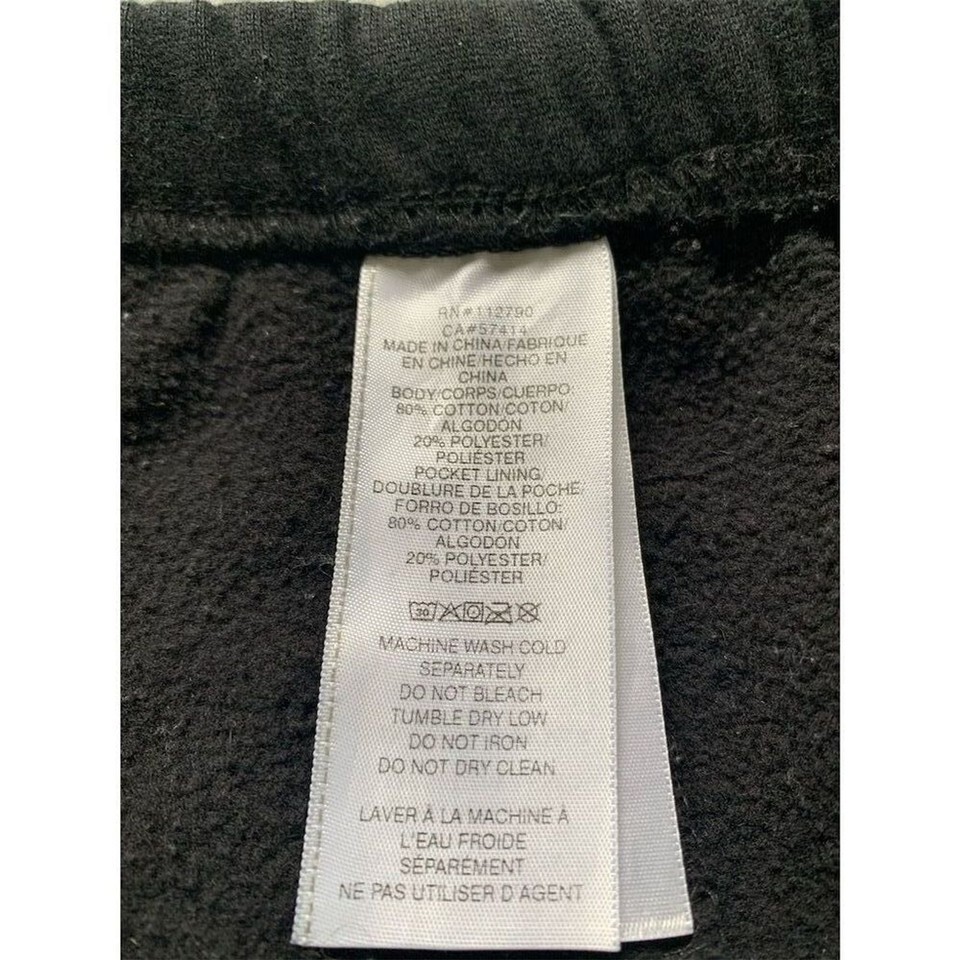 RN#112790
CA#57414
MADE IN CHINA/FABRIQUE
EN CHINE/HECHO EN
CHINA
BODY/CORPS/CUERPO:
80% COTTON/COTON/
ALGODÓN
20% POLYESTER/
POLIÉSTER
POCKET LINING
DOUBLURE DE LA POCHE
FORRO DE BOSILLO:
80% COTTON/COTON/
ALGODÓN
20% POLYESTER/
POLIÉSTER
30
MACHINE WASH COLD
SEPARATELY
DO NOT BLEACH
TUMBLE DRY LOW
DO NOT IRON
DO NOT DRY CLEAN
LAVER À LA MACHINE À
L'EAU FROIDE
SÉPARÉMENT
NE PAS UTILISER D'AGENT